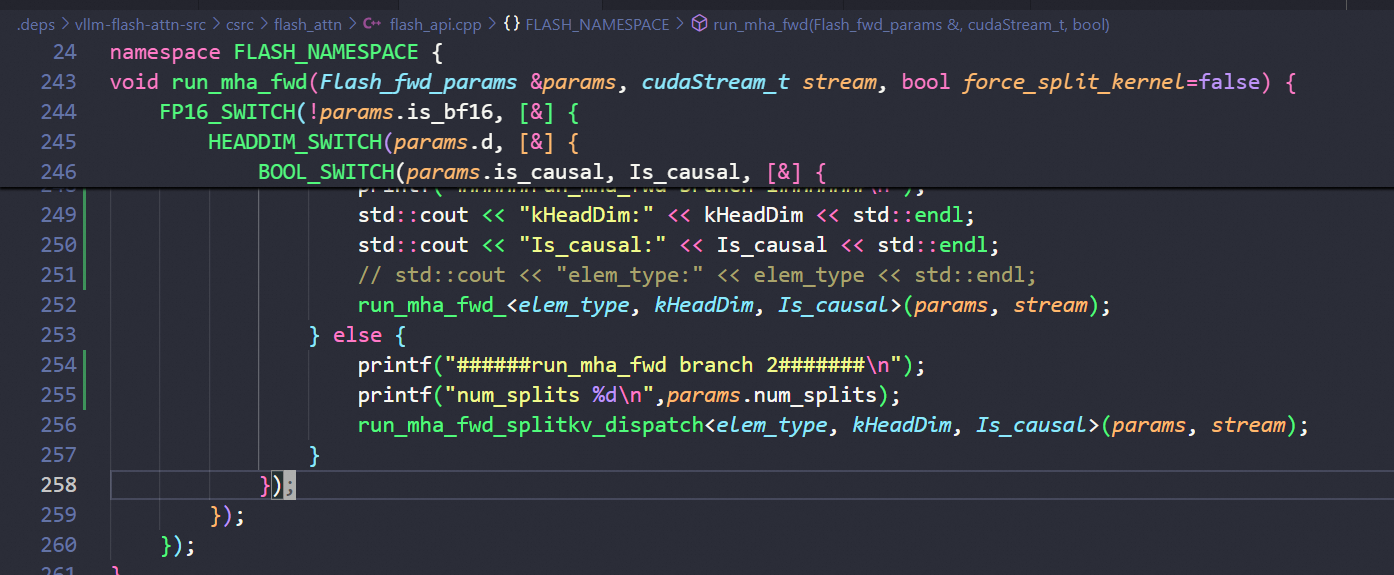 .deps > vllm-flash-attn-src > csrc > flash_attn > C++ flash_api.cpp > {} FLASH_NAMESPACE > run_mha_fwd(Flash_fwd_params &, cudaStream_t, bool)
24 namespace FLASH_NAMESPACE {
243 void run_mha_fwd(Flash_fwd_params &params, cudaStream_t stream, bool force_split_kernel=false) {
244 FP16_SWITCH(!params.is_bf16, [&] {
245 HEADDIM_SWITCH(params.d, [&] {
246 BOOL_SWITCH(params.is_causal, Is_causal, [&] {
249 std::cout << "kHeadDim:" << kHeadDim << std::endl;
250 std::cout << "Is_causal:" << Is_causal << std::endl;
251 // std::cout << "elem_type:" << elem_type << std::endl;
252 run_mha_fwd_<elem_type, kHeadDim, Is_causal>(params, stream);
253 } else {
254 printf("######run_mha_fwd branch 2#######\n");
255 printf("num_splits %d\n",params.num_splits);
256 run_mha_fwd_splitkv_dispatch<elem_type, kHeadDim, Is_causal>(params, stream);
257 }
258 });
259 });
260 });
261 }